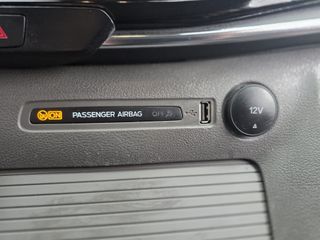 ON PASSENGER AIRBAG OFF
12V